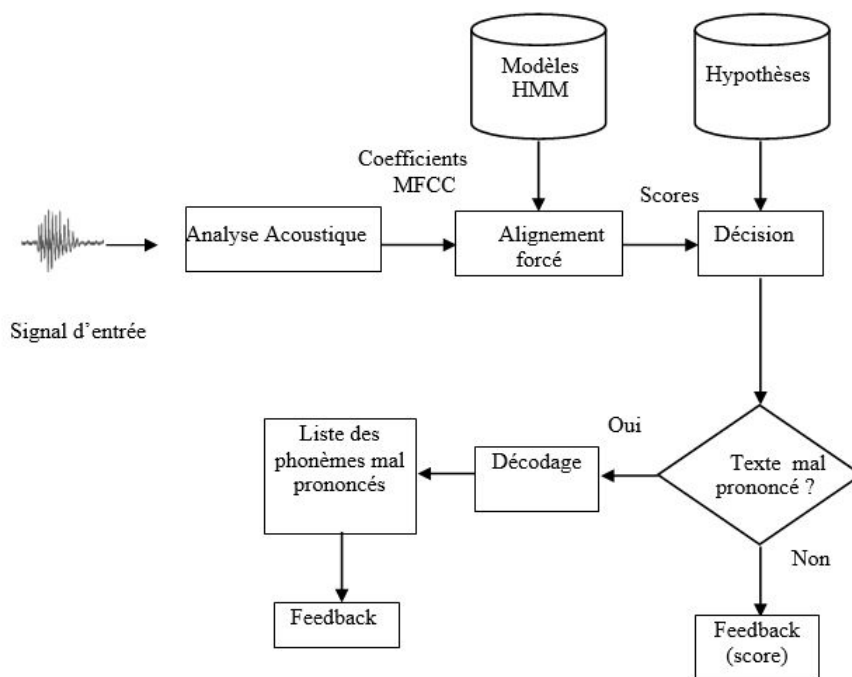 Modèles
HMM
Hypothèses
Coefficients
MFCC
Scores
Analyse Acoustique
Alignement
forcé
Décision
Signal d’entrée
Oui
Liste des
phonèmes mal
prononcés
Décodage
Texte mal
prononcé ?
Non
Feedback
Feedback
(score)